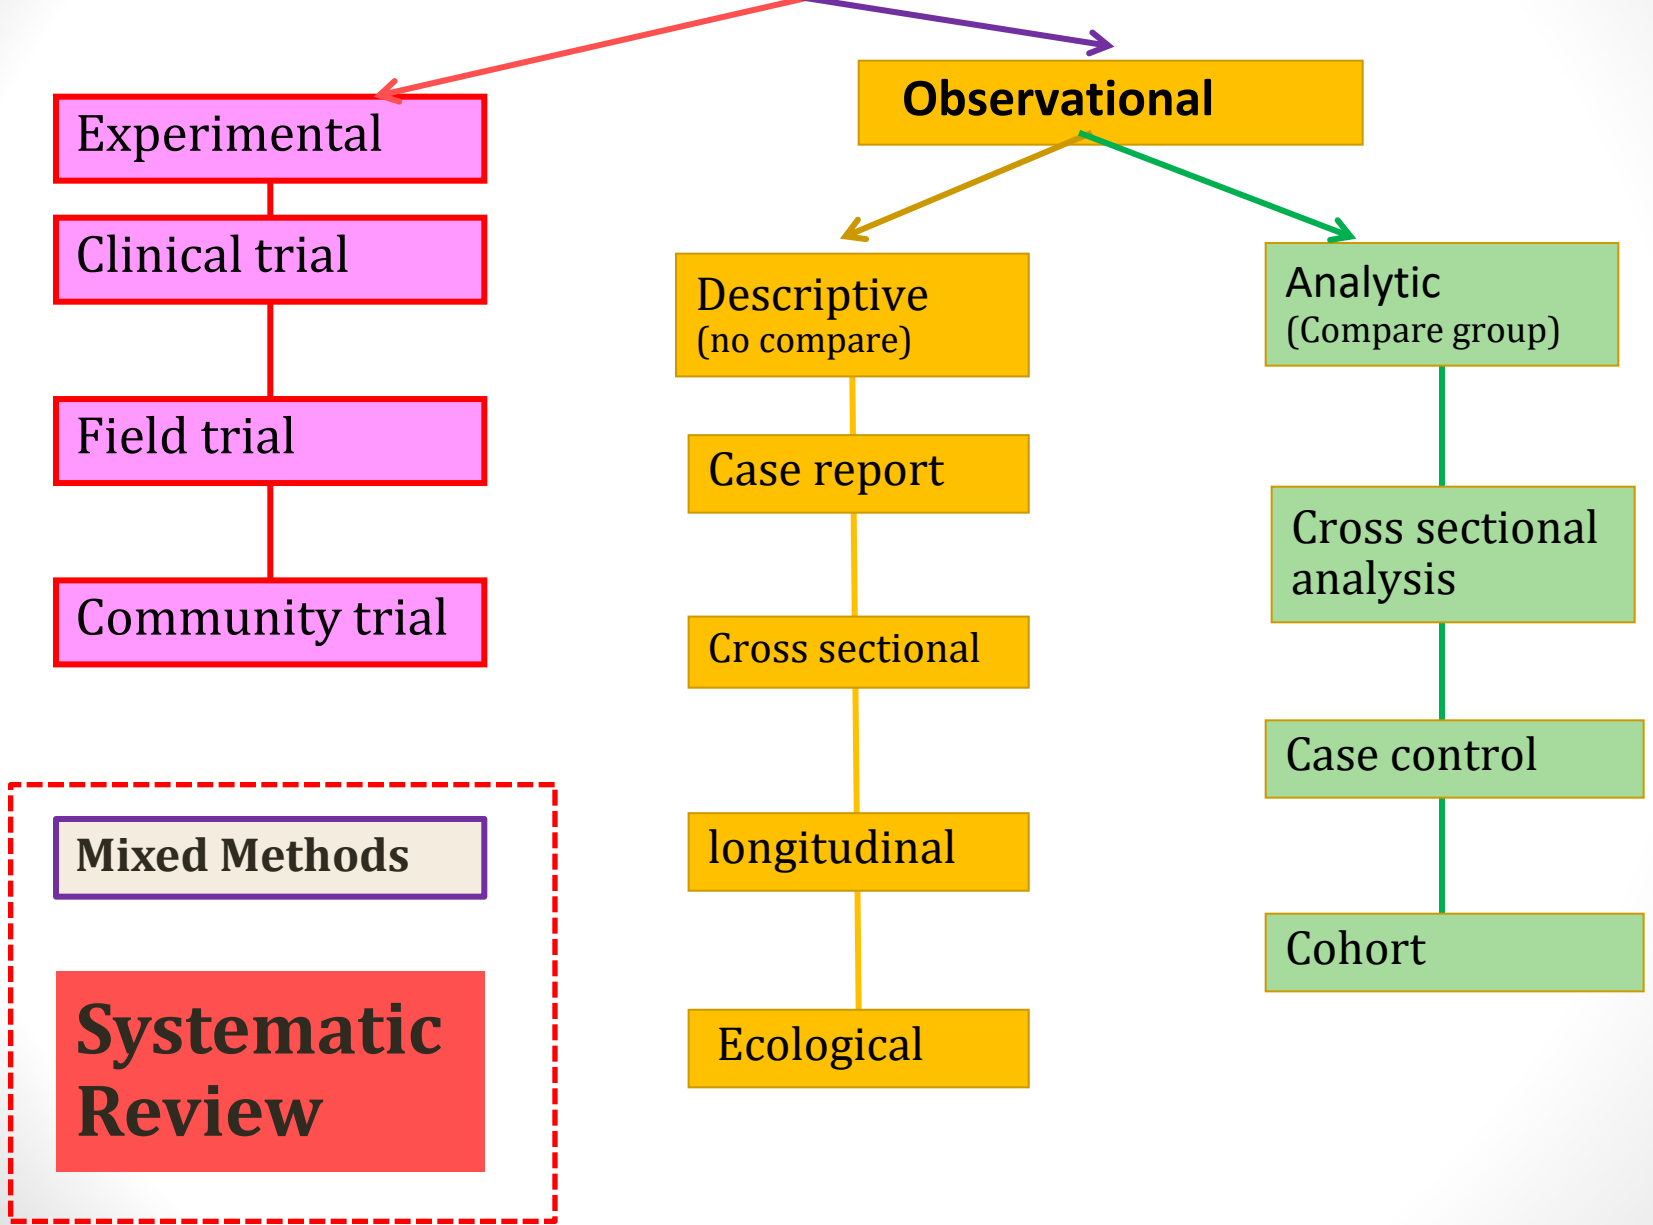 Experimental
Clinical trial
Field trial
Community trial
Mixed Methods
Systematic
Review
Observational
Descriptive
(no compare)
Case report
Cross sectional
longitudinal
Ecological
Analytic
(Compare group)
Cross sectional
analysis
Case control
Cohort